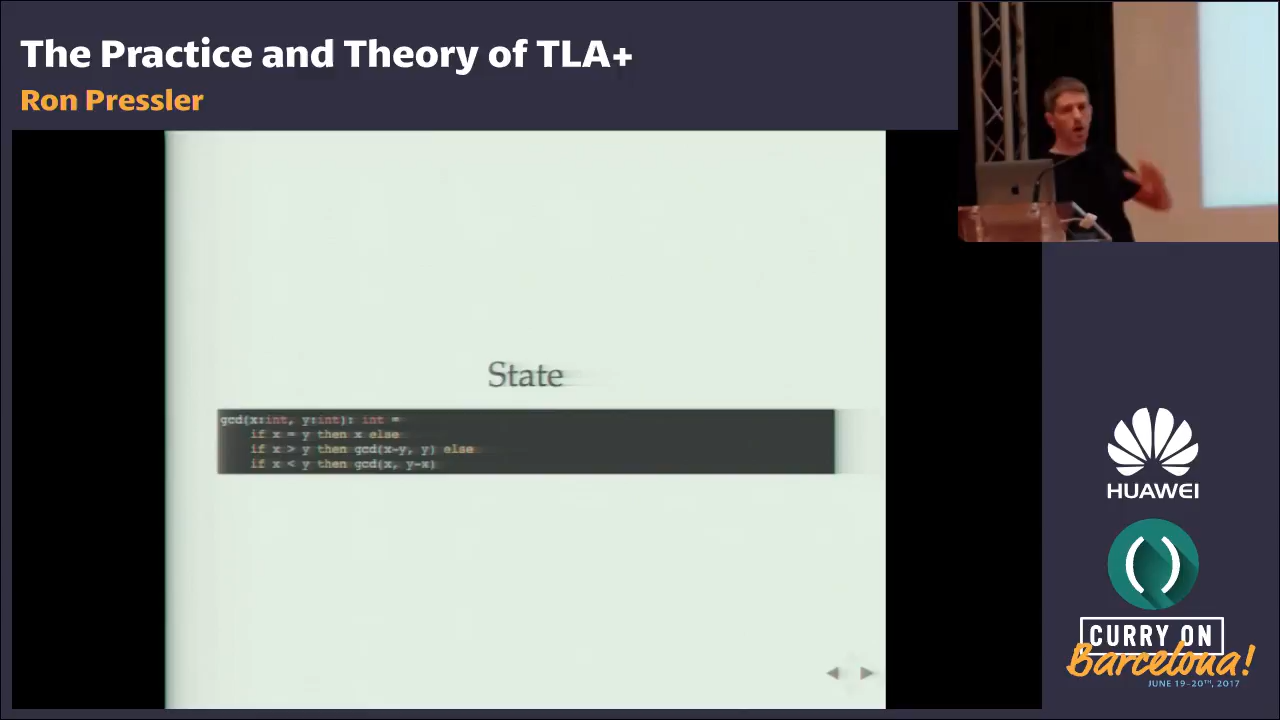 The Practice and Theory of TLA+
Ron Pressler
State
gcd(x:int, y:int): int =
if x = y then x else
if x > y then gcd(x-y, y) else
if x < y then gcd(x, y-x)
HUAWEI
CURRY ON
Barcelona!
JUNE 19-20TH, 2017